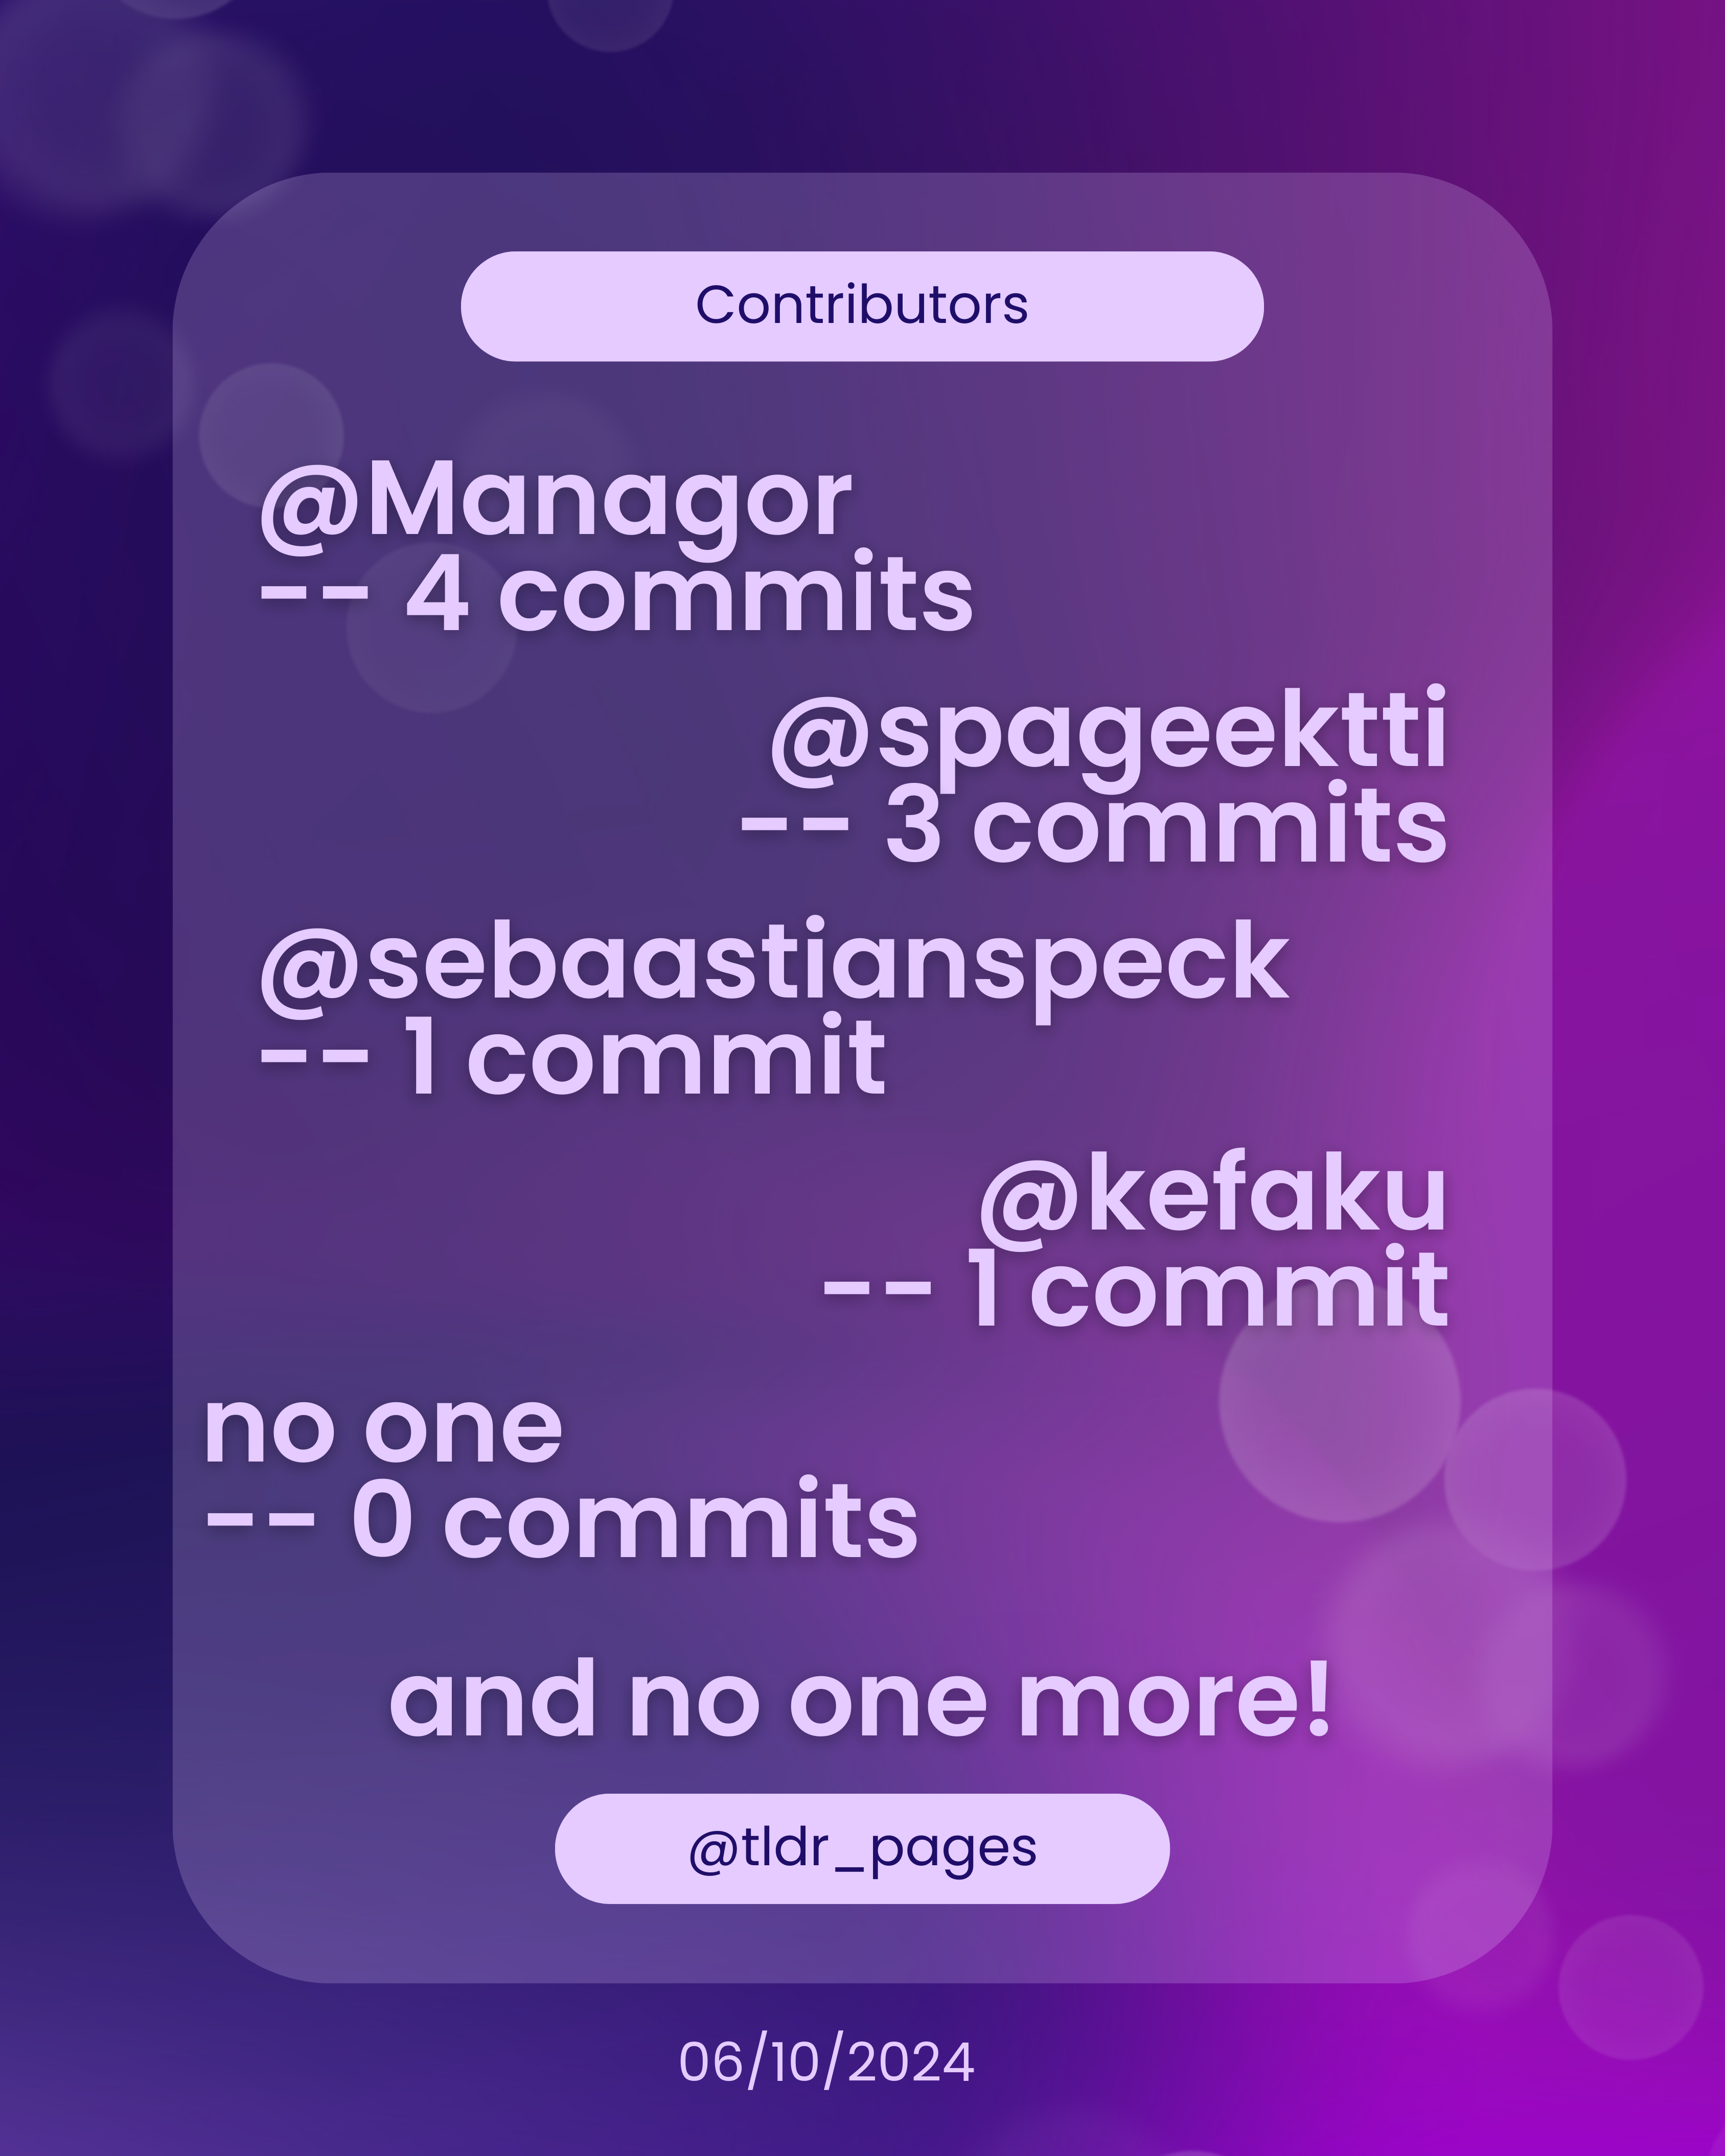 Contributors
@Managor
-- 4 commits
@spageektti
-- 3 commits
@sebaastianspeck
-- 1 commit
@kefaku
-- 1 commit
no one
-- 0 commits
and no one more!
@tldr_pages
06/10/2024